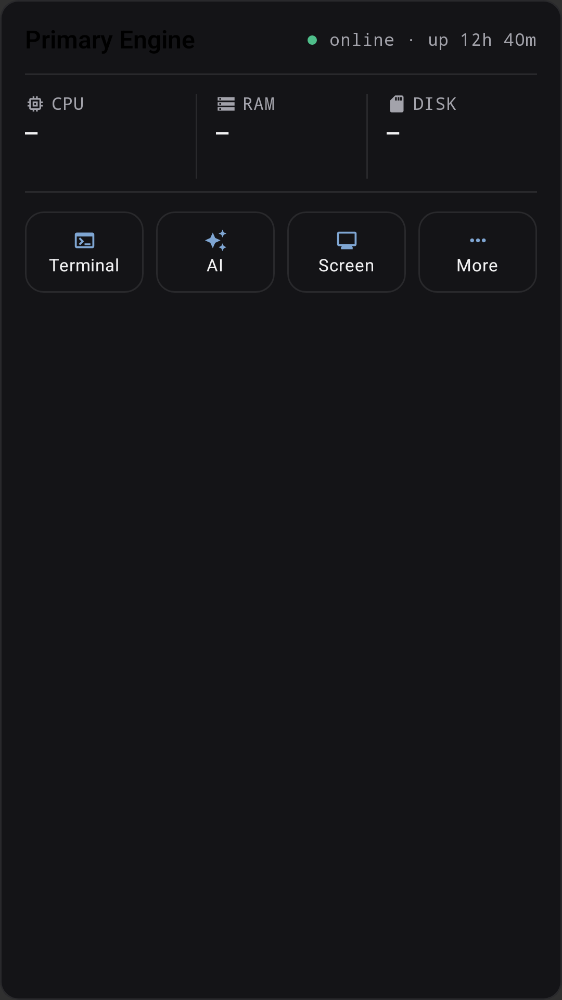 Primary Engine
online · up 12h 40m
CPU
RAM
DISK
–
–
–
Terminal
AI
Screen
More